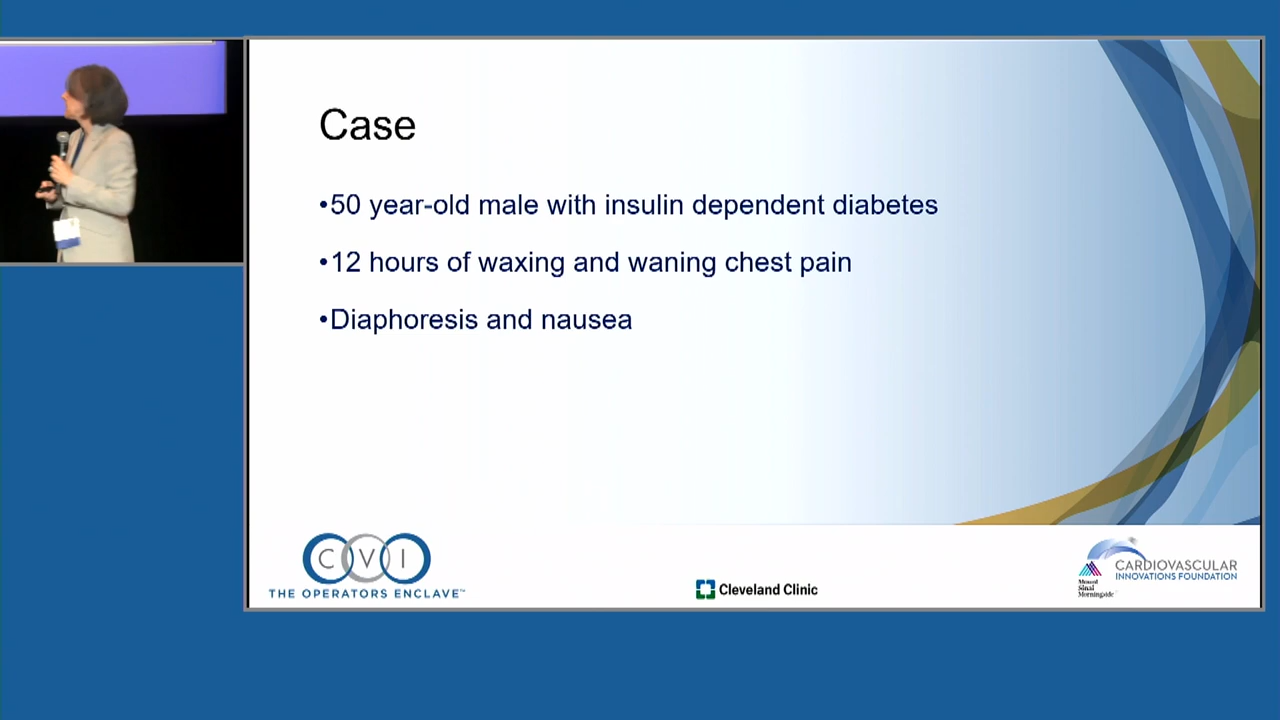 Case
•50 year-old male with insulin dependent diabetes
•12 hours of waxing and waning chest pain
•Diaphoresis and nausea
CVI
THE OPERATORS ENCLAVE™
Cleveland Clinic
Mount
Sinai
Morningside
CARDIOVASCULAR
INNOVATIONS FOUNDATION